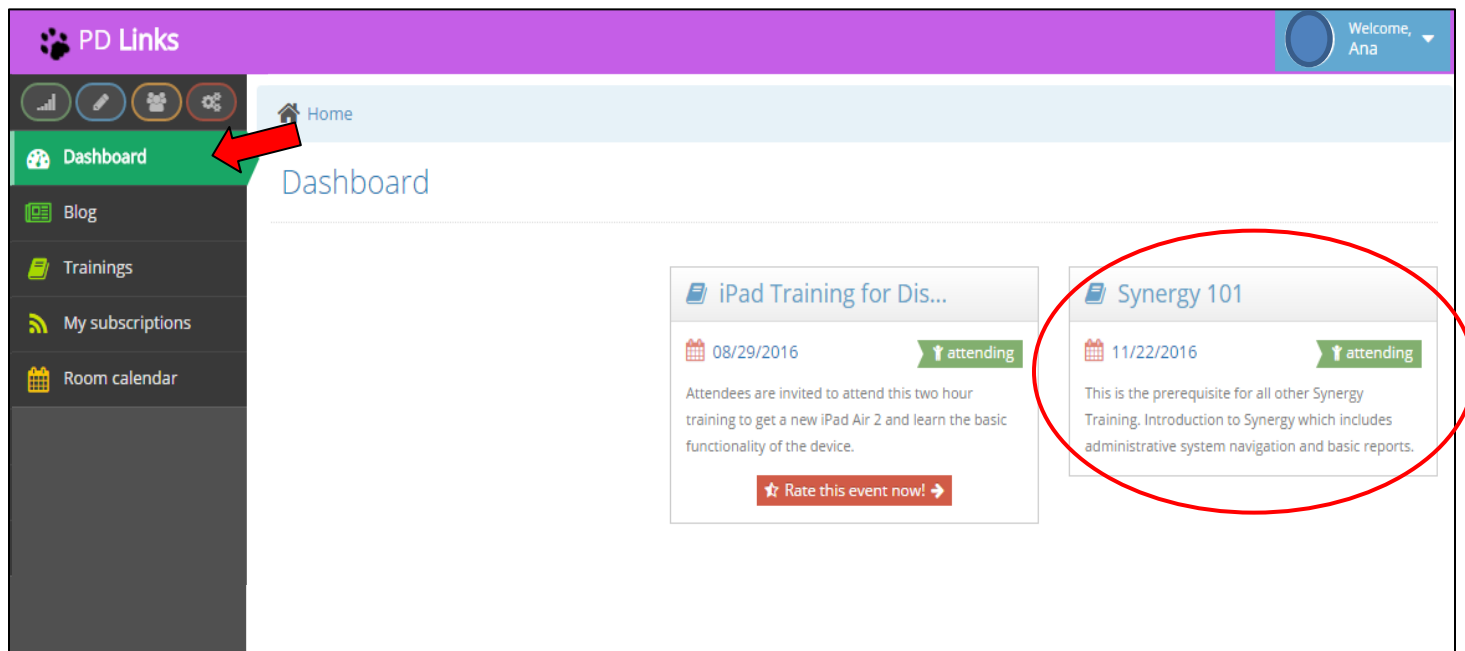 PD Links
Welcome,
Ana
Home
Dashboard
Blog
Trainings
My subscriptions
Room calendar
Dashboard
iPad Training for Dis...
08/29/2016
attending
Attendees are invited to attend this two hour
training to get a new iPad Air 2 and learn the basic
functionality of the device.
Rate this event now!
Synergy 101
11/22/2016
attending
This is the prerequisite for all other Synergy
Training. Introduction to Synergy which includes
administrative system navigation and basic reports.